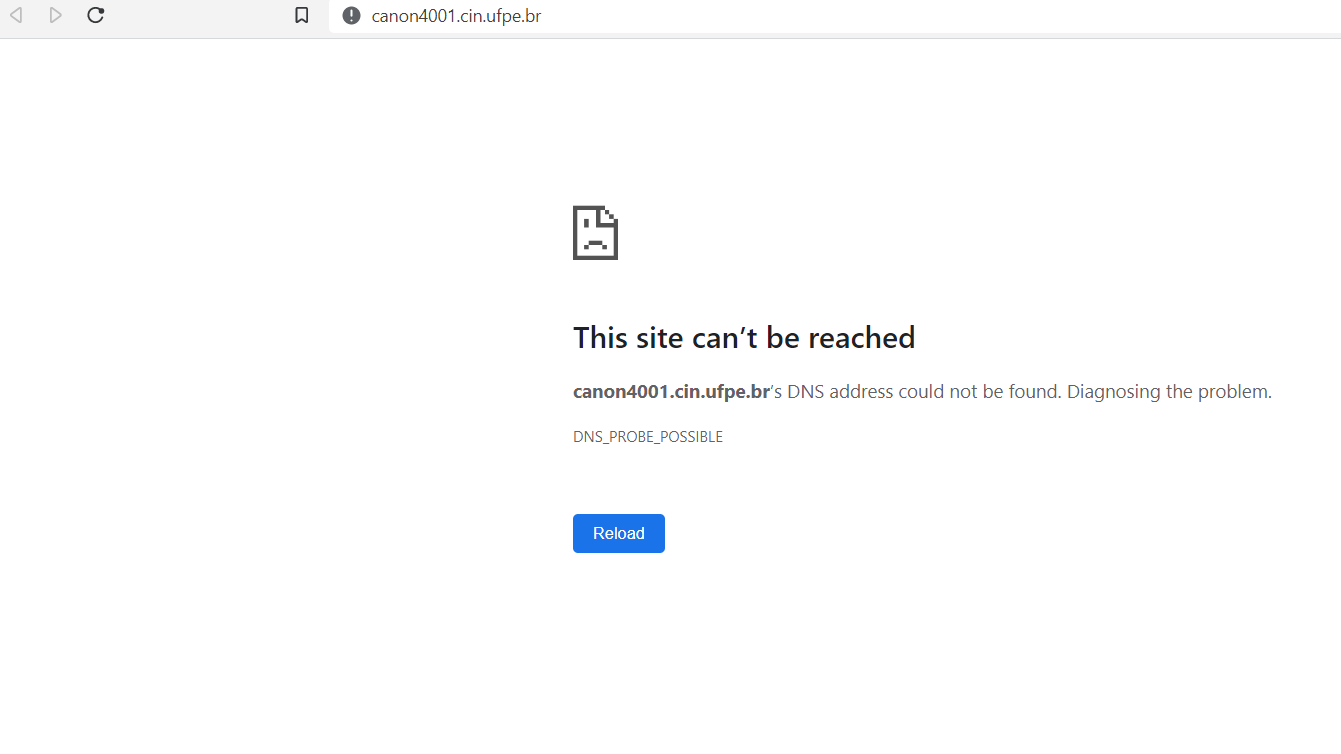 canon4001.cin.ufpe.br
This site can’t be reached
canon4001.cin.ufpe.br’s DNS address could not be found. Diagnosing the problem.
DNS_PROBE_POSSIBLE
Reload